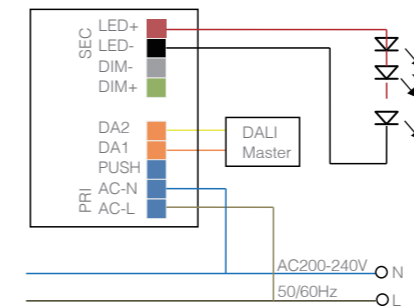 SEC
LED+
LED-
DIM-
DIM+
DA2
DA1
DALI
Master
PUSH
PRI
AC-N
AC-L
AC200-240V
N
50/60Hz
L